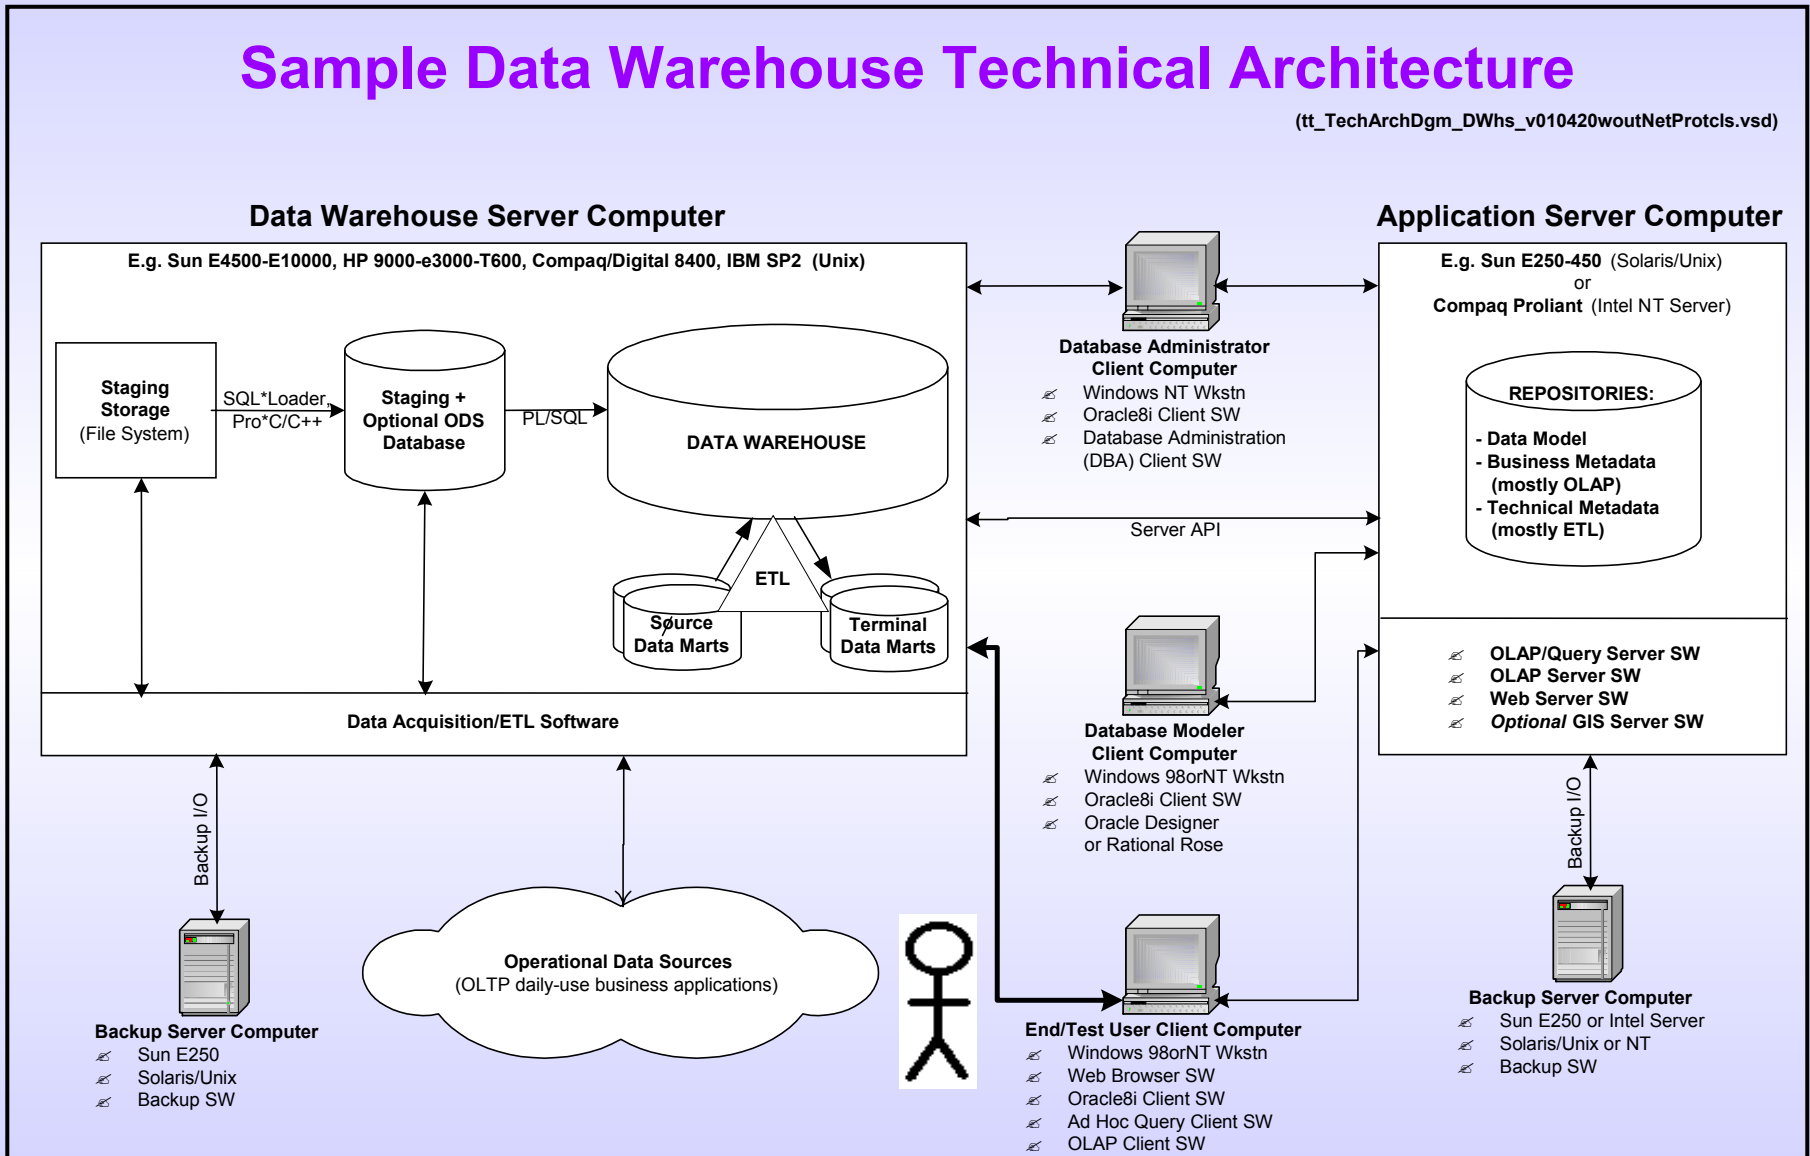 Sample Data Warehouse Technical Architecture
(tt_TechArchDgm_DWhs_v010420woutNetProtcls.vsd)
Data Warehouse Server Computer
E.g. Sun E4500-E10000, HP 9000-e3000-T600, Compaq/Digital 8400, IBM SP2 (Unix)
Staging
Storage
(File System)
SQL*Loader,
Pro*C/C++
Staging +
Optional ODS
Database
PL/SQL
DATA WAREHOUSE
ETL
Source
Data Marts
Terminal
Data Marts
Data Acquisition/ETL Software
Backup I/O
Backup Server Computer
Sun E250
Solaris/Unix
Backup SW
Operational Data Sources
(OLTP daily-use business applications)
Database Administrator
Client Computer
Windows NT Wkstn
Oracle8i Client SW
Database Administration
(DBA) Client SW
Server API
Database Modeler
Client Computer
Windows 98orNT Wkstn
Oracle8i Client SW
Oracle Designer
or Rational Rose
End/Test User Client Computer
Windows 98orNT Wkstn
Web Browser SW
Oracle8i Client SW
Ad Hoc Query Client SW
OLAP Client SW
Application Server Computer
E.g. Sun E250-450 (Solaris/Unix)
or
Compaq Proliant (Intel NT Server)
REPOSITORIES:
- Data Model
- Business Metadata
(mostly OLAP)
- Technical Metadata
(mostly ETL)
OLAP/Query Server SW
OLAP Server SW
Web Server SW
Optional GIS Server SW
Backup I/O
Backup Server Computer
Sun E250 or Intel Server
Solaris/Unix or NT
Backup SW